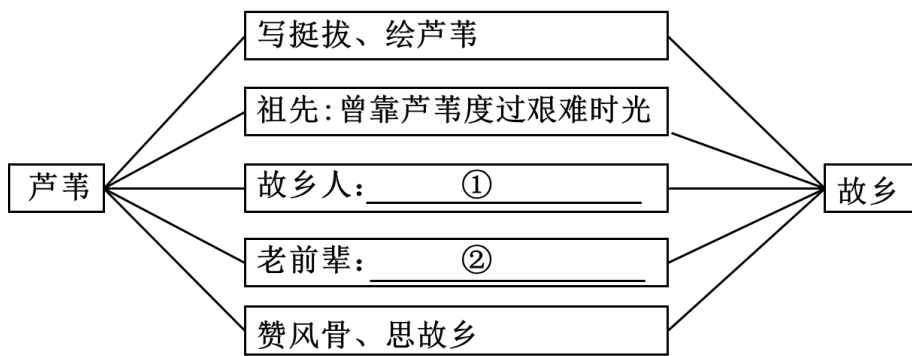 写挺拔、绘芦苇
祖先:曾靠芦苇度过艰难时光
芦苇
故乡人:①
故乡
老前辈:②
赞风骨、思故乡